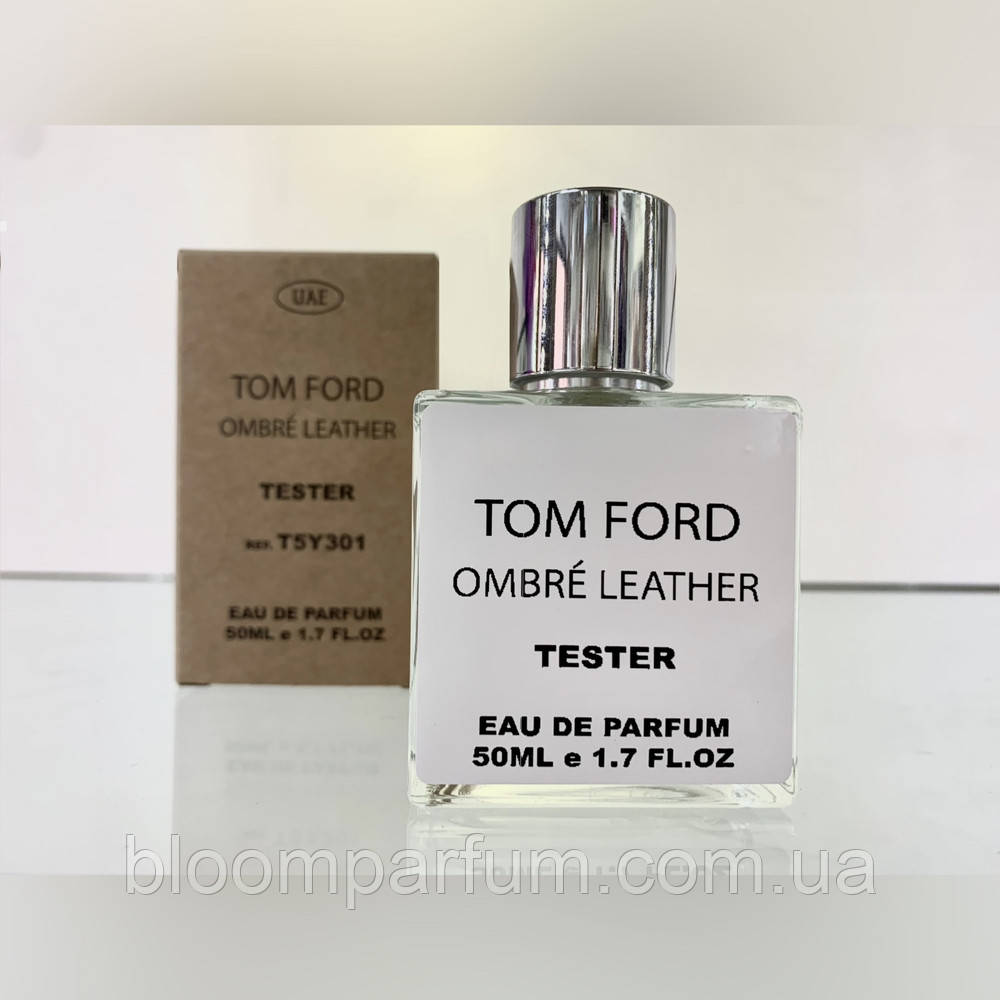 UAE
TOM FORD
OMBRÉ LEATHER
TESTER
REF. T5Y301
EAU DE PARFUM
50ML e 1.7 FL.OZ
TOM FORD
OMBRÉ LEATHER
TESTER
EAU DE PARFUM
50ML e 1.7 FL.OZ
bloomparfum.com.ua